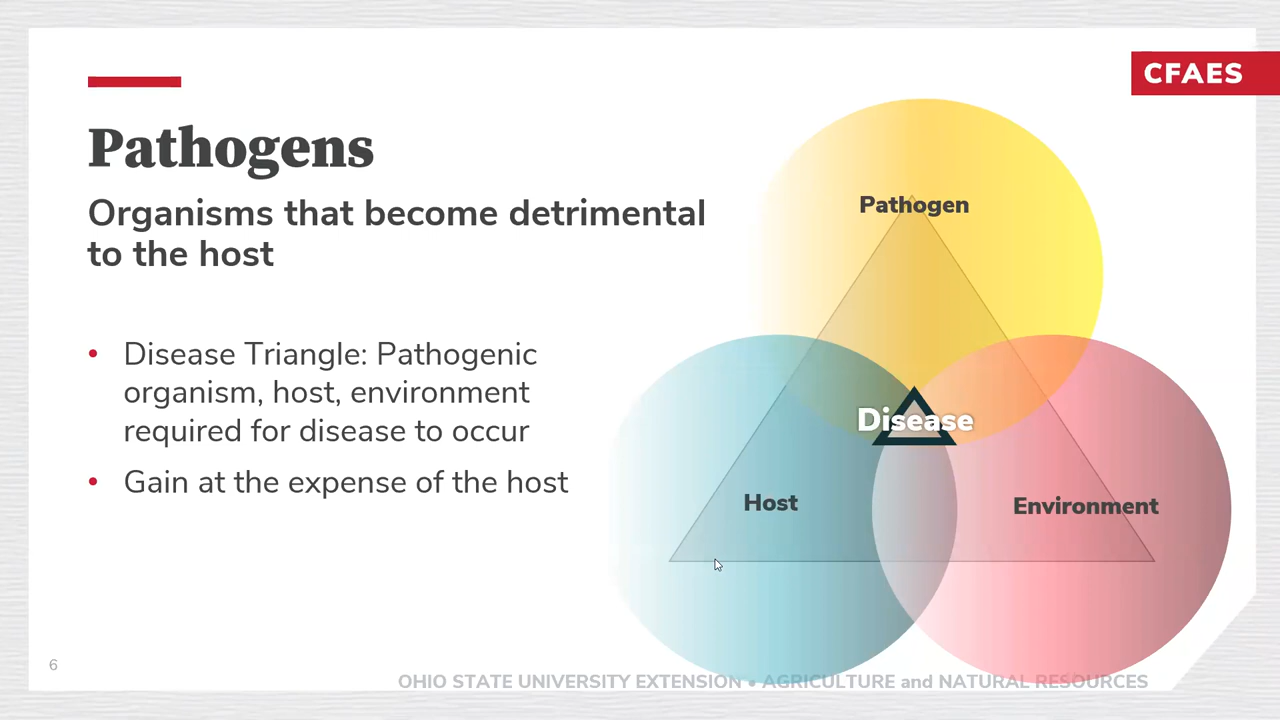 CFAES
Pathogens
Organisms that become detrimental
to the host
• Disease Triangle: Pathogenic
organism, host, environment
required for disease to occur
• Gain at the expense of the host
Pathogen
Disease
Host
Environment
6
OHIO STATE UNIVERSITY EXTENSION • AGRICULTURE and NATURAL RESOURCES